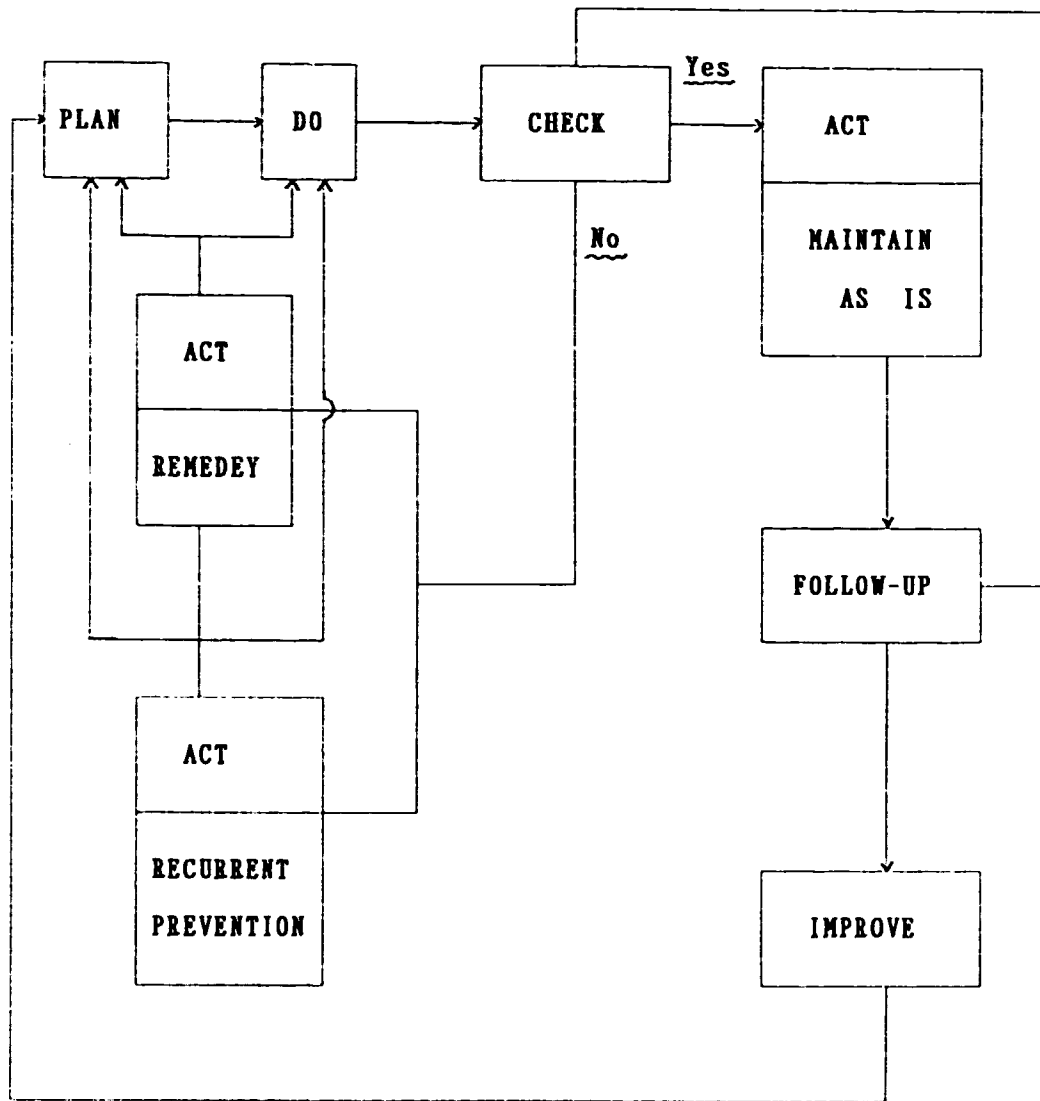 PLAN
DO
CHECK
Yes
ACT
MAINTAIN
AS IS
No
ACT
REMEDEY
FOLLOW-UP
ACT
RECURRENT
PREVENTION
IMPROVE